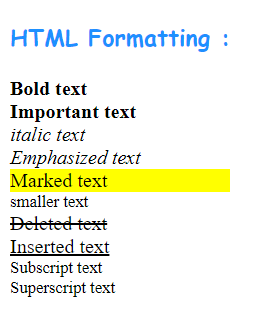 HTML Formatting :
Bold text
Important text
italic text
Emphasized text
Marked text
smaller text
Deleted text
Inserted text
Subscript text
Superscript text